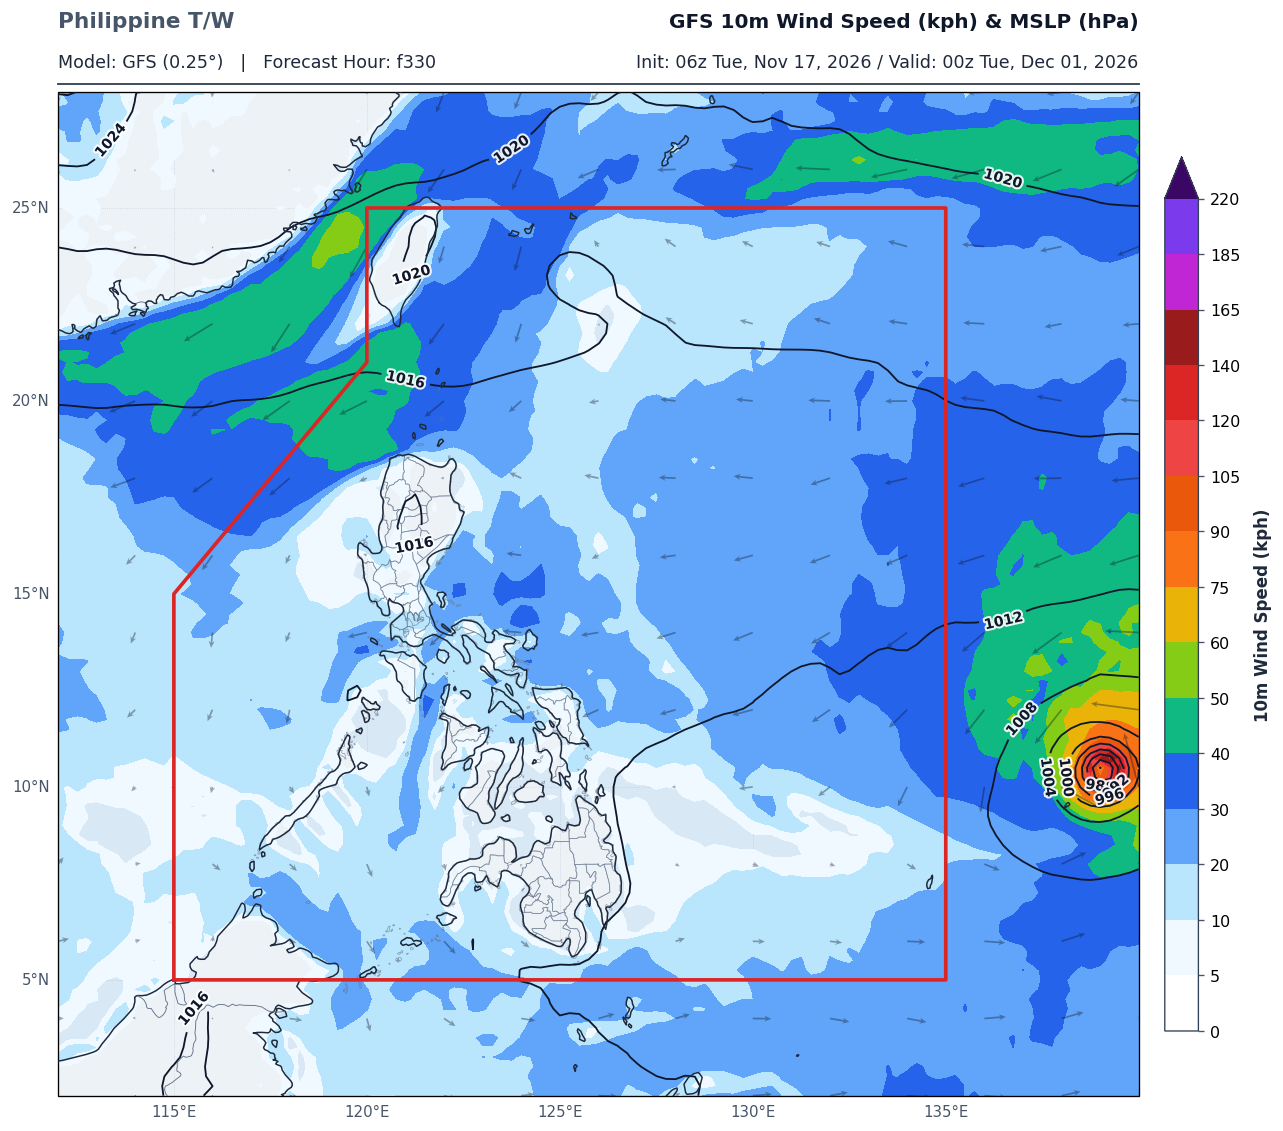 Philippine T/W
GFS 10m Wind Speed (kph) & MSLP (hPa)
Model: GFS (0.25°) | Forecast Hour: f330
Init: 06z Tue, Nov 17, 2026 / Valid: 00z Tue, Dec 01, 2026
1024
1020
1020
1020
1016
1016
1012
1008
1004
1000
992
996
1016
25°N
20°N
15°N
10°N
5°N
115°E
120°E
125°E
130°E
135°E
220
185
165
140
120
105
90
75
60
50
40
30
20
10
5
0
10m Wind Speed (kph)